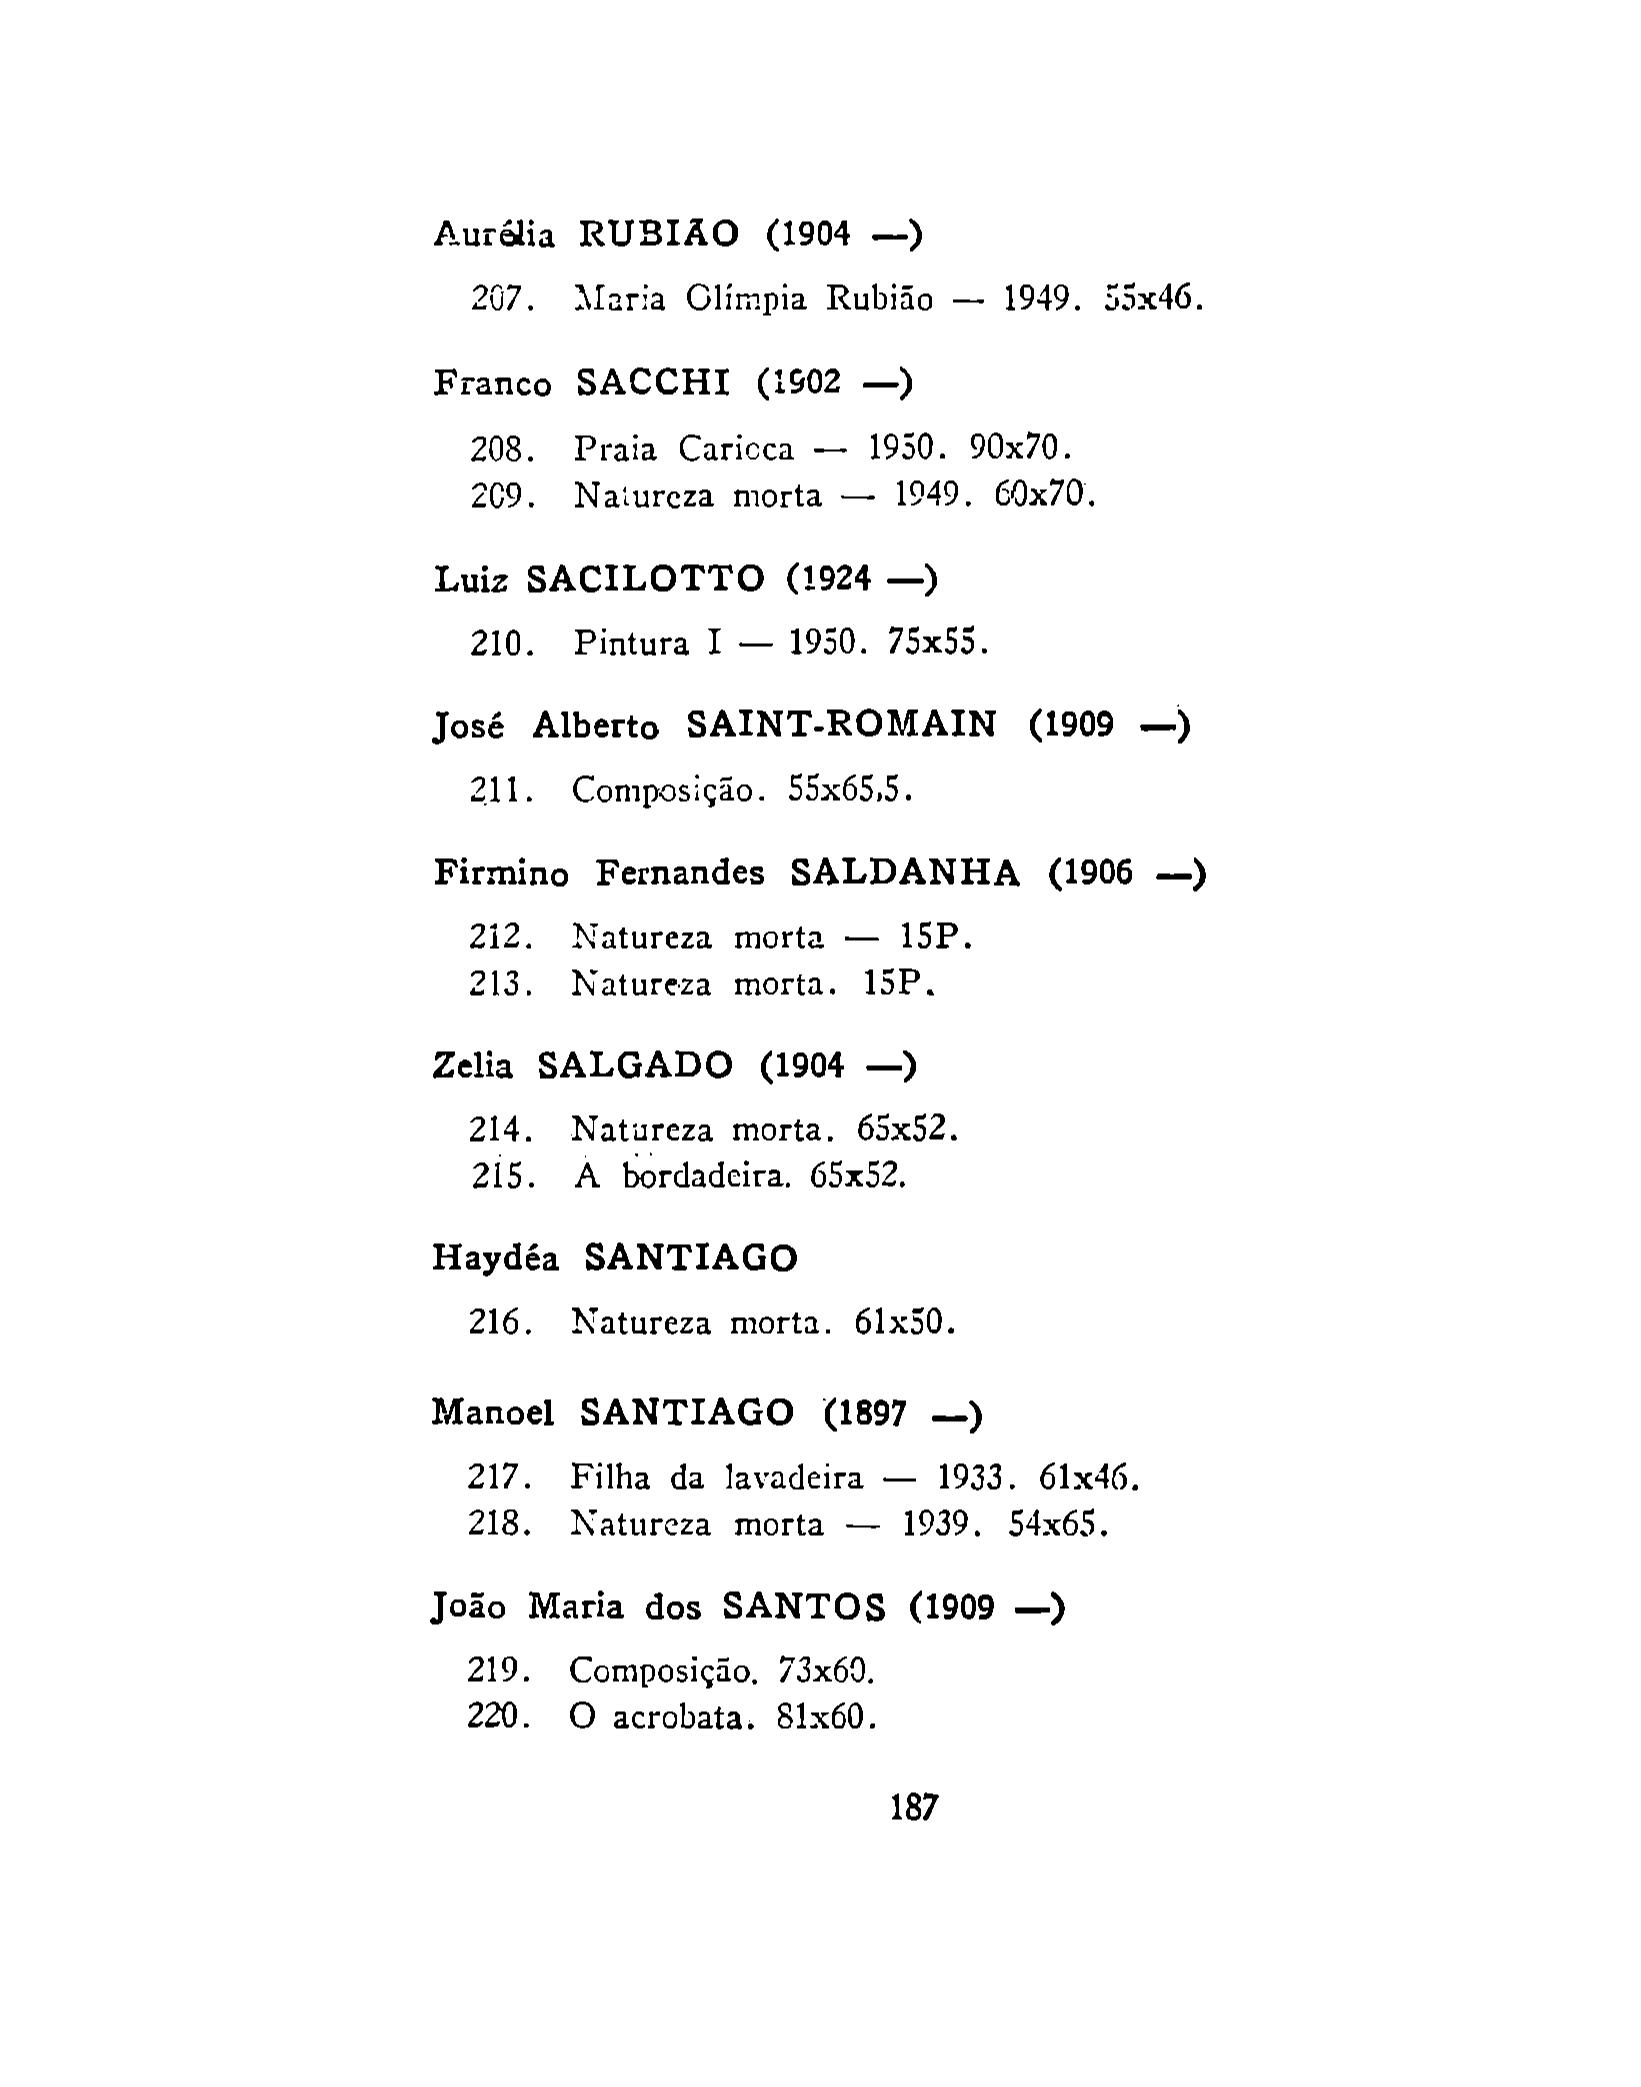 Aurélia RUBIÃO (1904 —)
207. Maria Olímpia Rubião — 1949. 55x46.
Franco SACCHI (1902 —)
208. Praia Carioca — 1950. 90x70.
209. Natureza morta — 1949. 60x70.
Luiz SACILOTTO (1924 —)
210. Pintura I — 1950. 75x55.
José Alberto SAINT-ROMAIN (1909 —)
211. Composição. 55x65,5.
Firmino Fernandes SALDANHA (1906 —)
212. Natureza morta — 15P.
213. Natureza morta. 15P.
Zelia SALGADO (1904 —)
214. Natureza morta. 65x52.
215. A bordadeira. 65x52.
Haydéa SANTIAGO
216. Natureza morta. 61x50.
Manoel SANTIAGO (1897 —)
217. Filha da lavadeira — 1933. 61x46.
218. Natureza morta — 1939. 54x65.
João Maria dos SANTOS (1909 —)
219. Composição. 73x60.
220. O acrobata. 81x60.
187